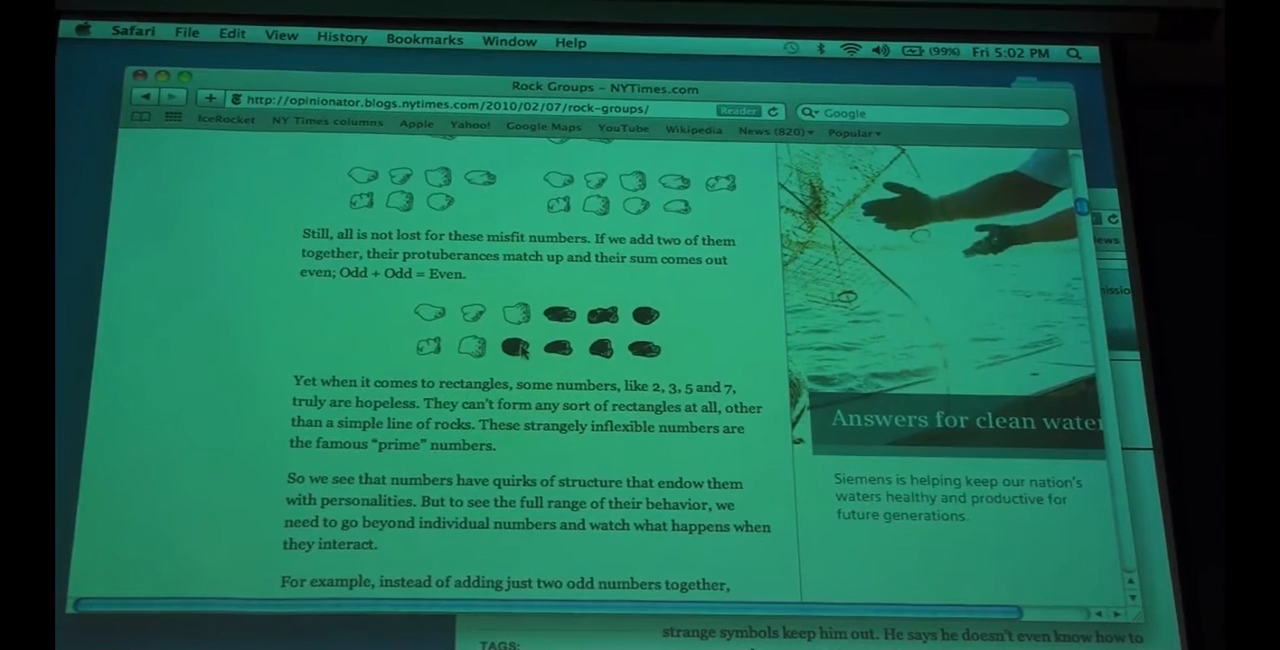 Safari File Edit View History Bookmarks Window Help (99%) Fri 5:02 PM
Rock Groups – NYTimes.com
http://opinionator.blogs.nytimes.com/2010/02/07/rock-groups/ Reader Google
IceRocket NY Times columns Apple Yahoo! Google Maps YouTube Wikipedia News (820) Popular
Still, all is not lost for these misfit numbers. If we add two of them
together, their protuberances match up and their sum comes out
even; Odd + Odd = Even.
Yet when it comes to rectangles, some numbers, like 2, 3, 5 and 7,
truly are hopeless. They can't form any sort of rectangles at all, other
than a simple line of rocks. These strangely inflexible numbers are
the famous “prime” numbers.
So we see that numbers have quirks of structure that endow them
with personalities. But to see the full range of their behavior, we
need to go beyond individual numbers and watch what happens when
they interact.
For example, instead of adding just two odd numbers together,
Answers for clean water
Siemens is helping keep our nation's
waters healthy and productive for
future generations.
strange symbols keep him out. He says he doesn't even know how to
TAGS: